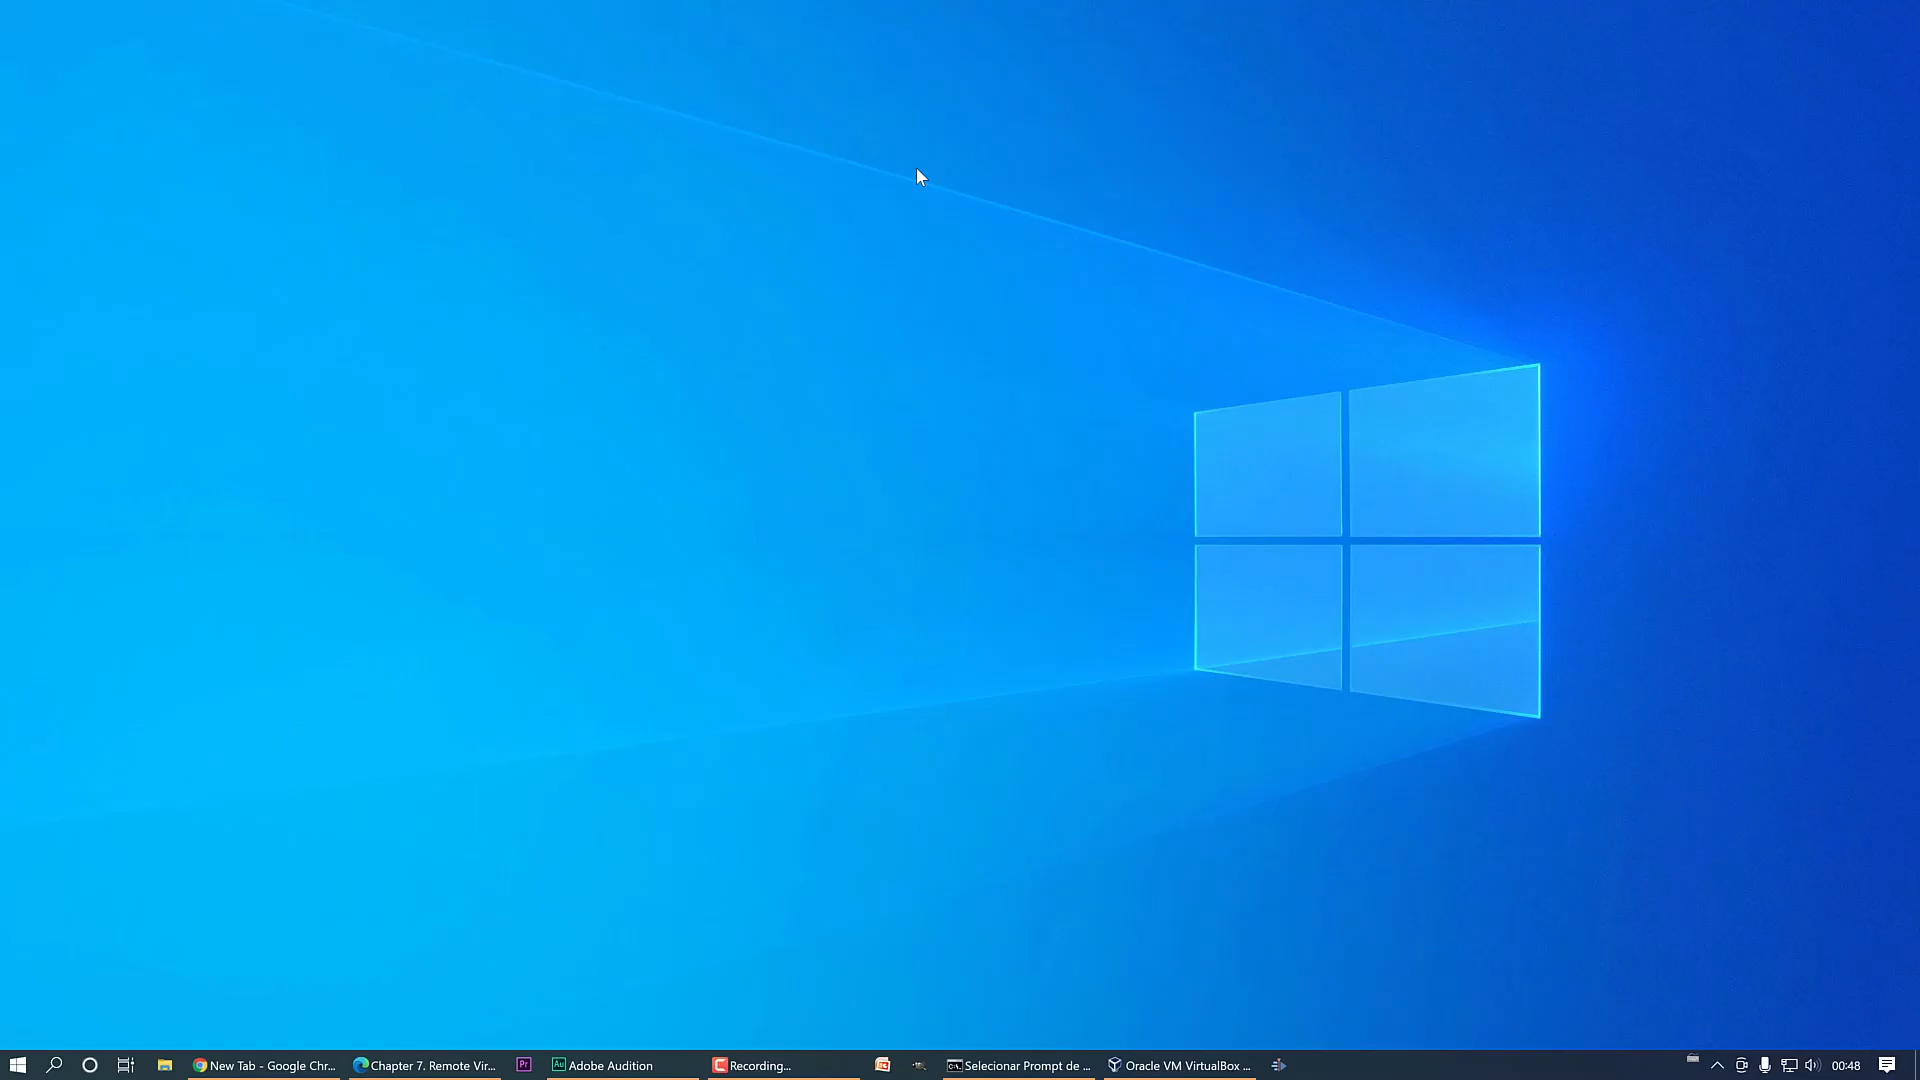 New Tab - Google Chr...
Chapter 7. Remote Vir...
Pr
Au
Adobe Audition
Recording...
Selecionar Prompt de ...
Oracle VM VirtualBox ...
00:48